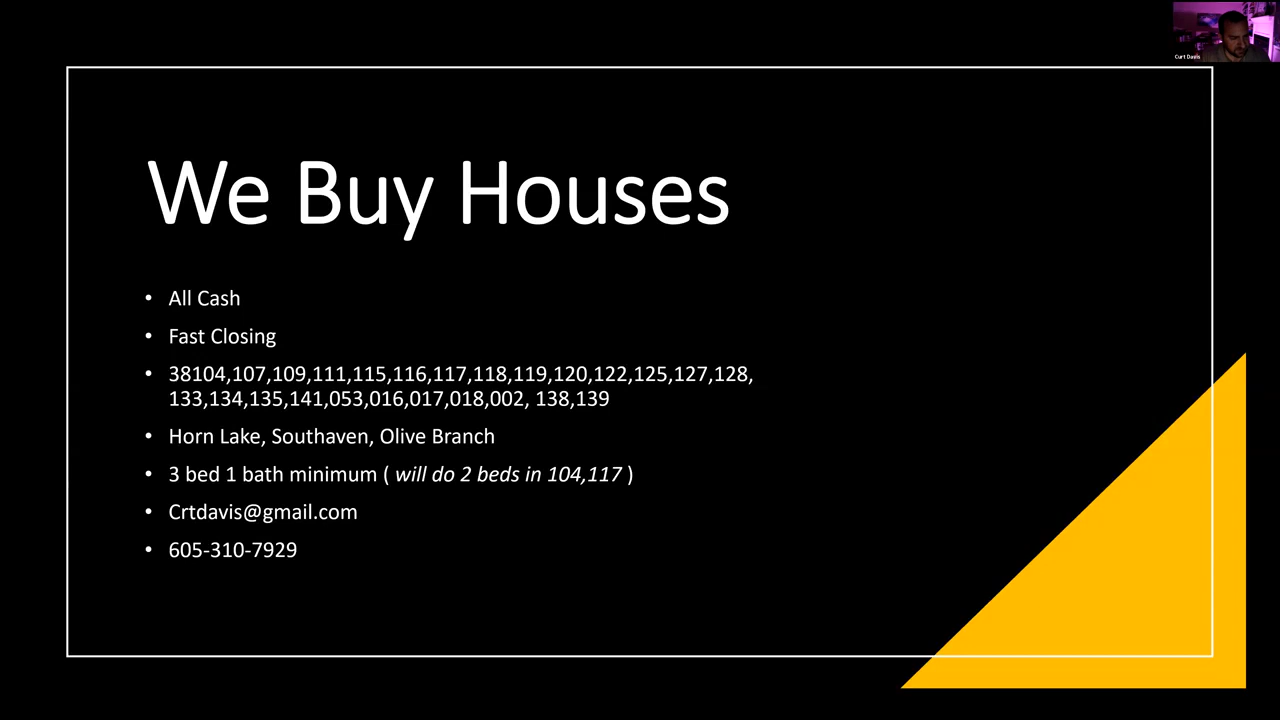 Curt Davis
We Buy Houses
• All Cash
• Fast Closing
• 38104,107,109,111,115,116,117,118,119,120,122,125,127,128,
133,134,135,141,053,016,017,018,002, 138,139
• Horn Lake, Southaven, Olive Branch
• 3 bed 1 bath minimum ( will do 2 beds in 104,117 )
• Crtdavis@gmail.com
• 605-310-7929